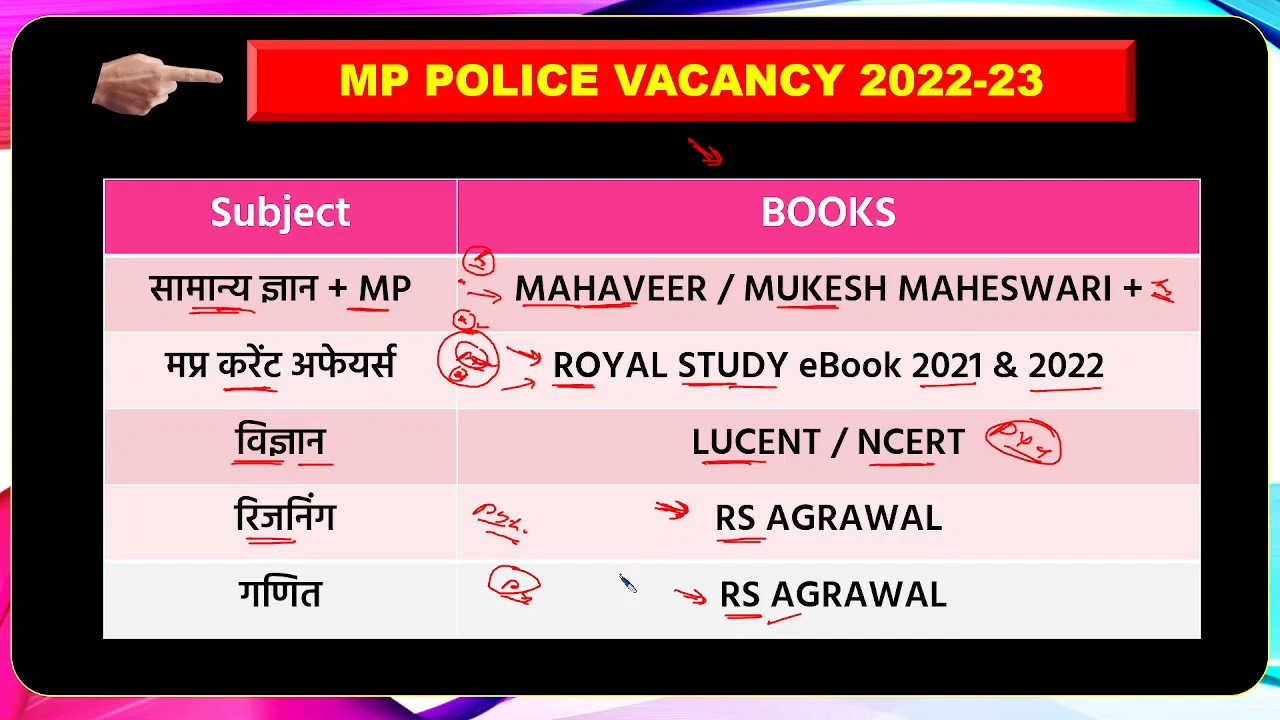 MP POLICE VACANCY 2022-23
Subject BOOKS
सामान्य ज्ञान + MP MAHAVEER / MUKESH MAHESWARI +
मप्र करेंट अफेयर्स ROYAL STUDY eBook 2021 & 2022
विज्ञान LUCENT / NCERT
रिजनिंग RS AGRAWAL
गणित RS AGRAWAL